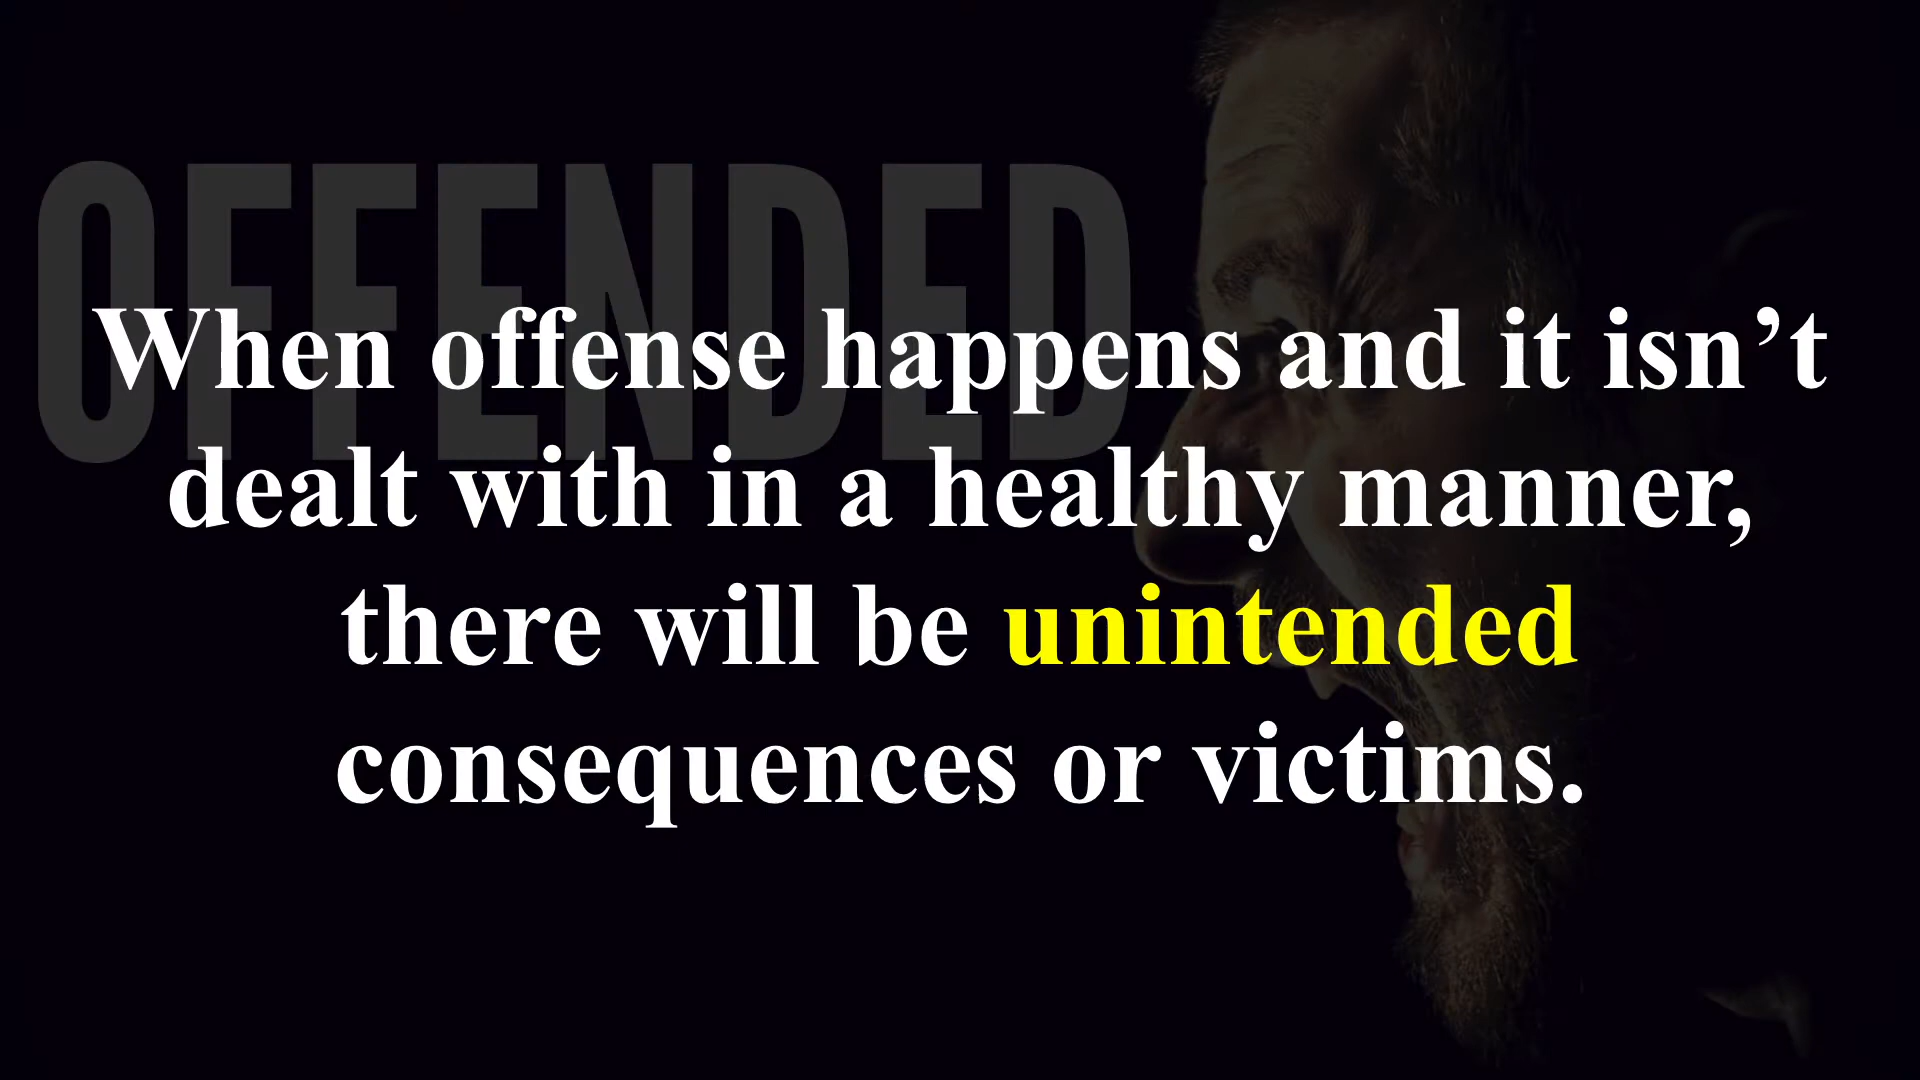 OFFENDED
When offense happens and it isn’t
dealt with in a healthy manner,
there will be unintended
consequences or victims.